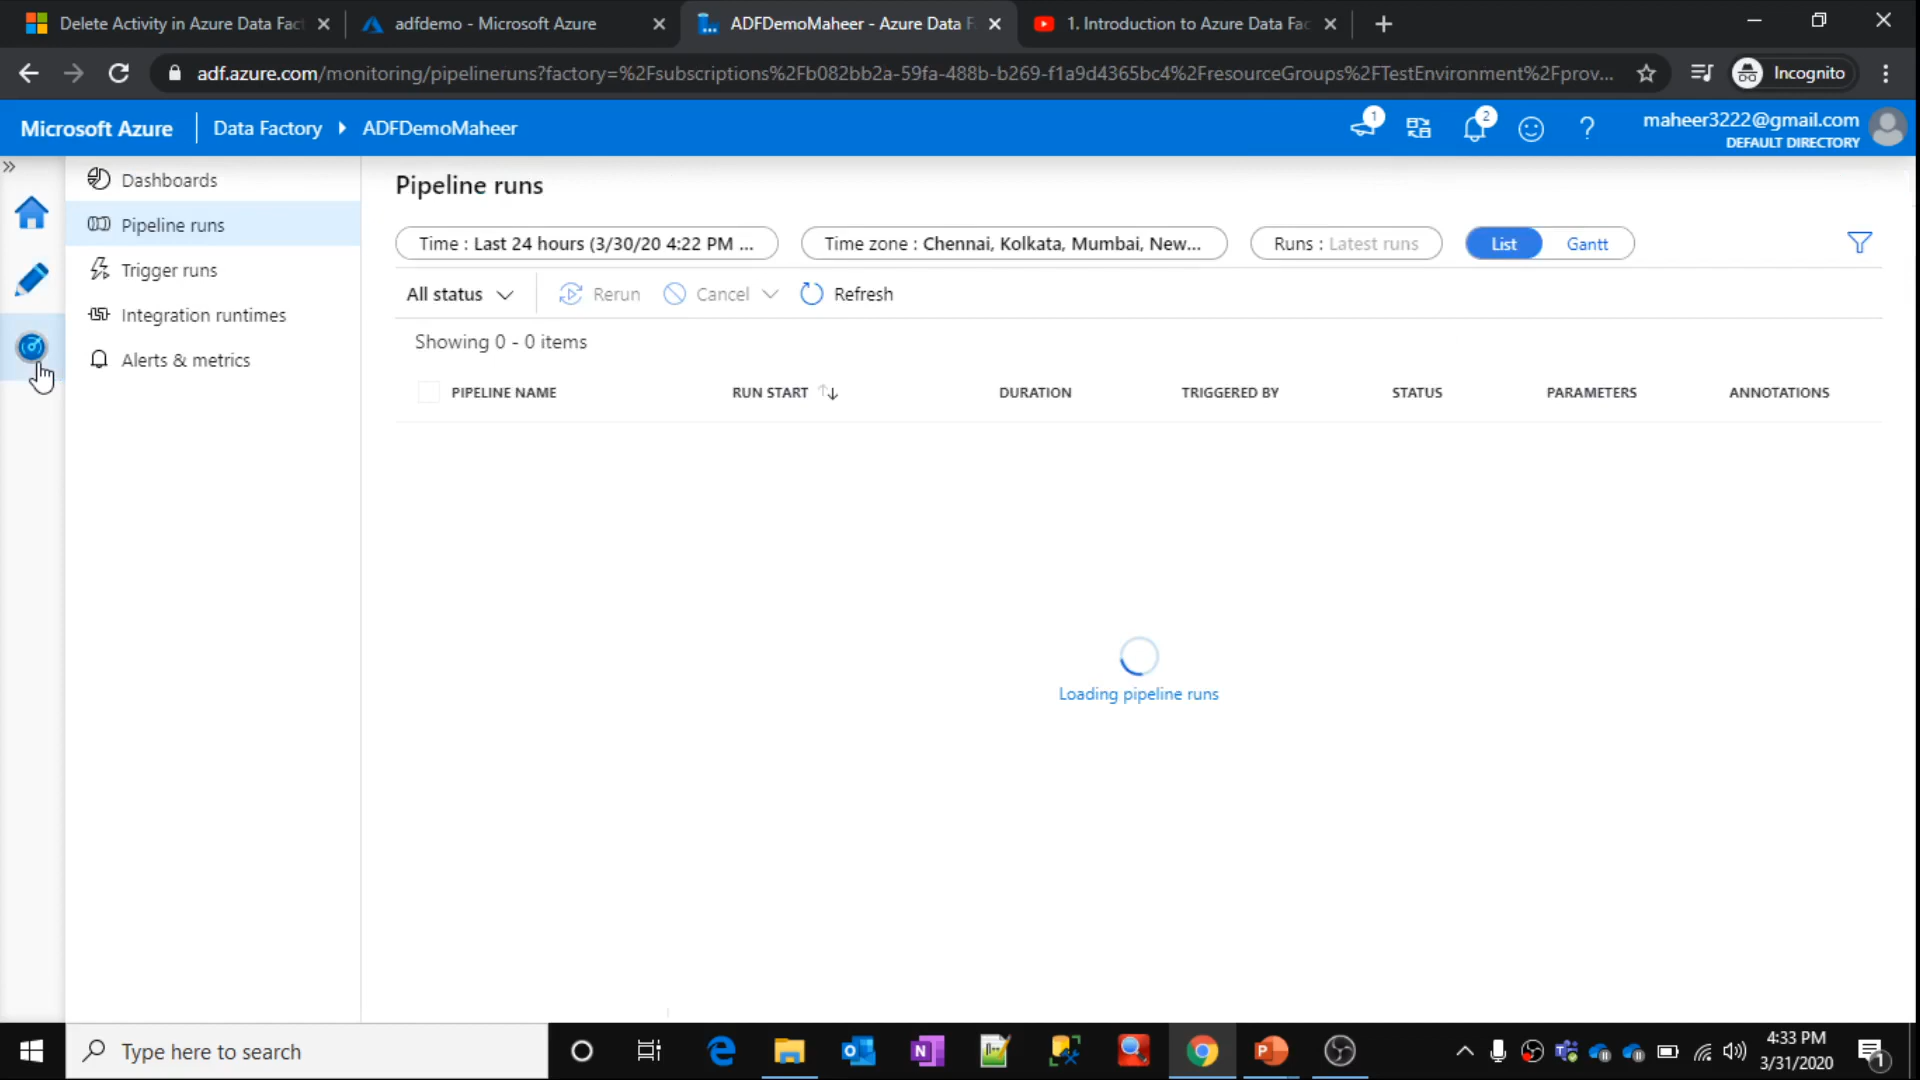 Delete Activity in Azure Data Fact
adfdemo - Microsoft Azure
ADFDemoMaheer - Azure Data F
1. Introduction to Azure Data Fac
adf.azure.com/monitoring/pipelineruns?factory=%2Fsubscriptions%2Fb082bb2a-59fa-488b-b269-f1a9d4365bc4%2FresourceGroups%2FTestEnvironment%2Fprov...
Incognito
Microsoft Azure
Data Factory
ADFDemoMaheer
1
2
?
maheer3222@gmail.com
DEFAULT DIRECTORY
Dashboards
Pipeline runs
Trigger runs
Integration runtimes
Alerts & metrics
Pipeline runs
Time : Last 24 hours (3/30/20 4:22 PM ...
Time zone : Chennai, Kolkata, Mumbai, New...
Runs : Latest runs
List
Gantt
All status
Rerun
Cancel
Refresh
Showing 0 - 0 items
PIPELINE NAME
RUN START
DURATION
TRIGGERED BY
STATUS
PARAMETERS
ANNOTATIONS
Loading pipeline runs
Type here to search
4:33 PM
3/31/2020
1